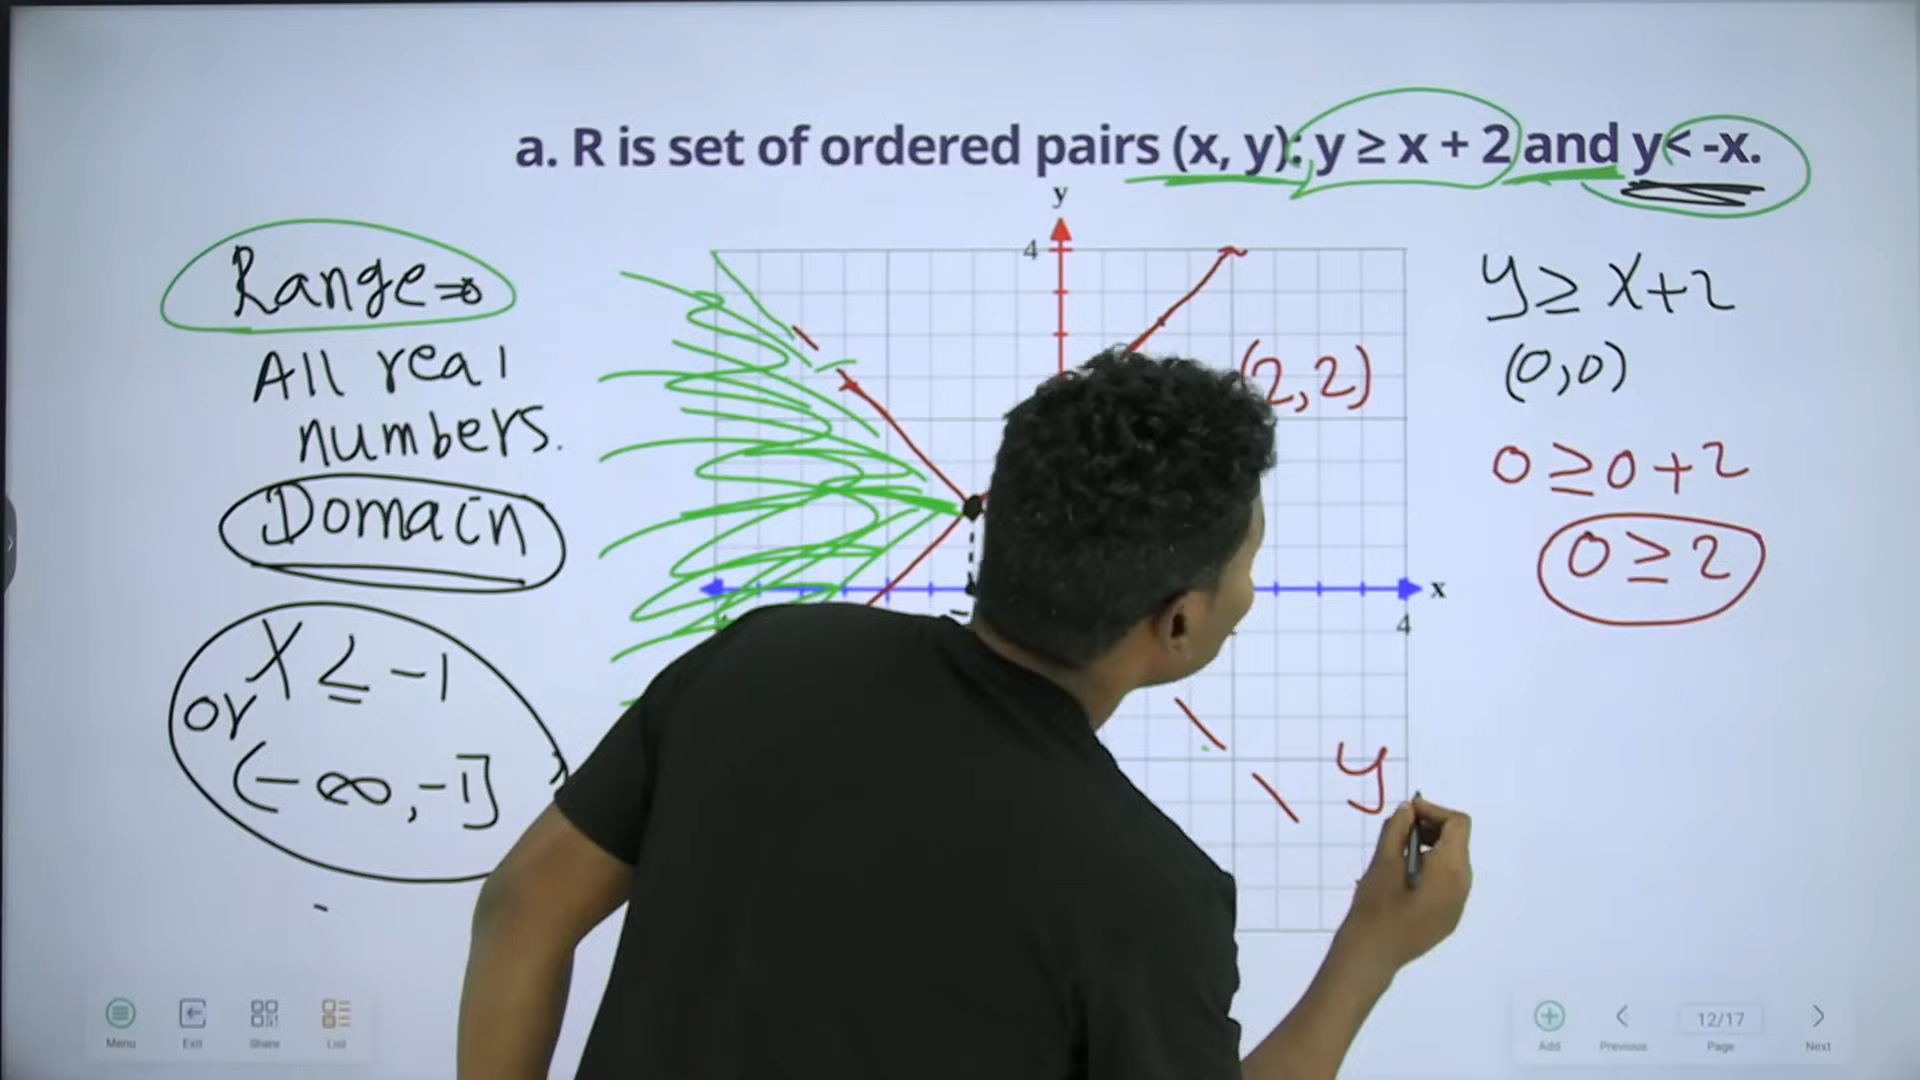 a. R is set of ordered pairs (x, y): y ≥ x + 2 and y< -x.
y
4
Range⇒
All real
numbers.
Domain
X ≤ -1
or
(-∞,-1]
(2,2)
x
4
y
y ≥ x+2
(0,0)
0 ≥ 0+2
0 ≥ 2
Menu
Exit
Share
List
Add
Previous
12/17
Page
Next